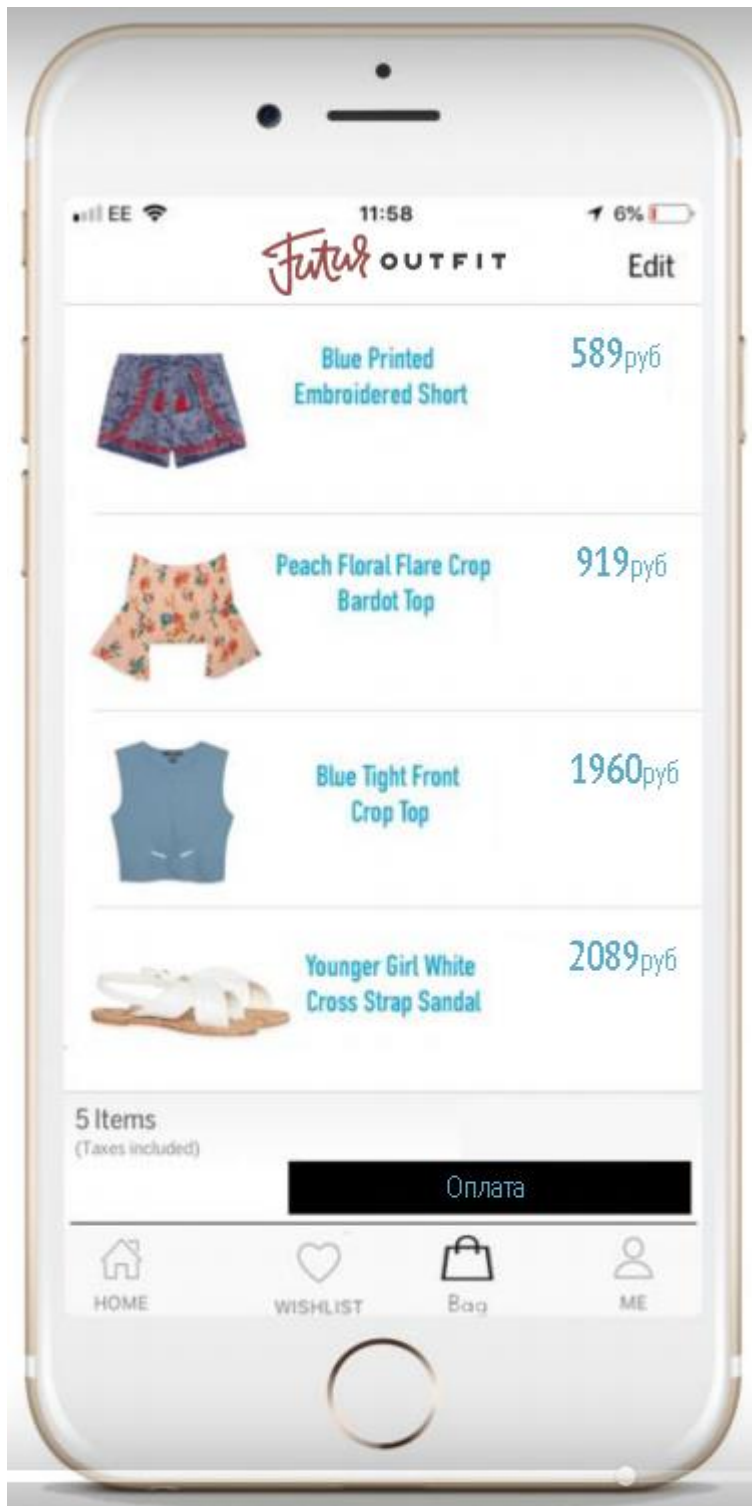 EE 11:58 6%
Futur OUTFIT Edit
Blue Printed 589руб
Embroidered Short
Peach Floral Flare Crop 919руб
Bardot Top
Blue Tight Front 1960руб
Crop Top
Younger Girl White 2089руб
Cross Strap Sandal
5 Items
(Taxes included)
Оплата
HOME WISHLIST Bag ME